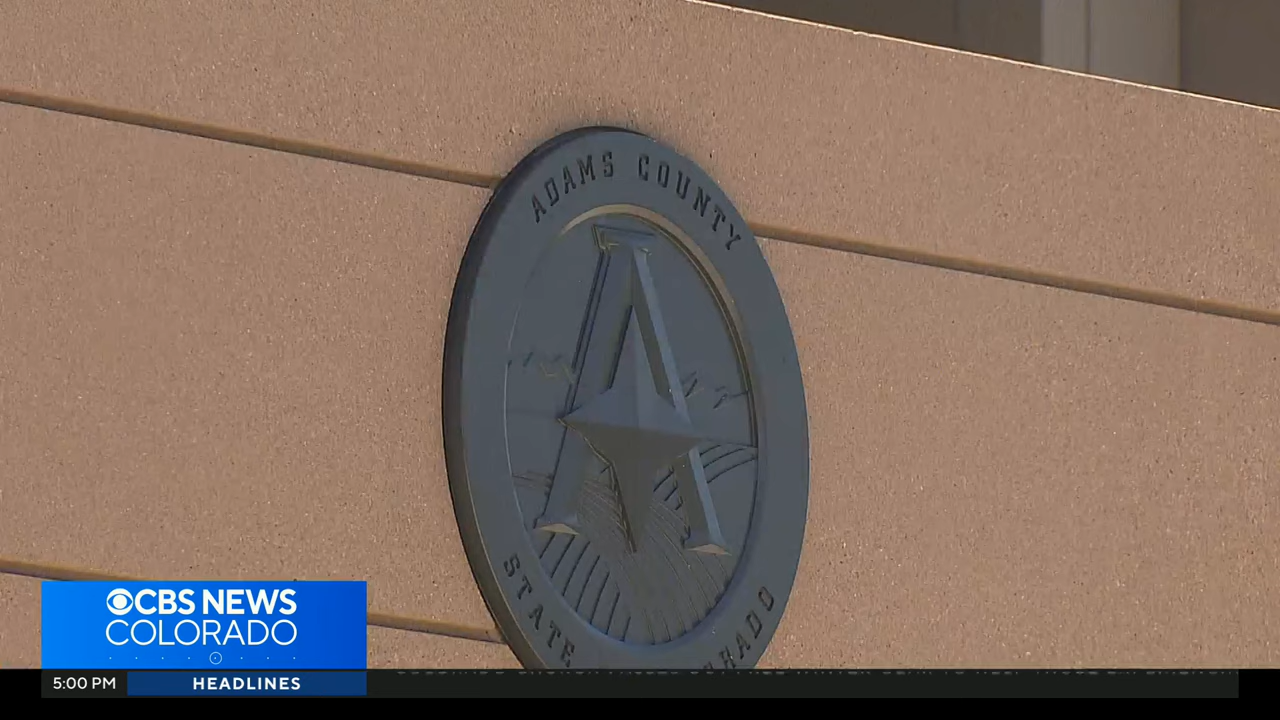 ADAMS COUNTY
A
STATE
CBS NEWS
COLORADO
5:00 PM
HEADLINES